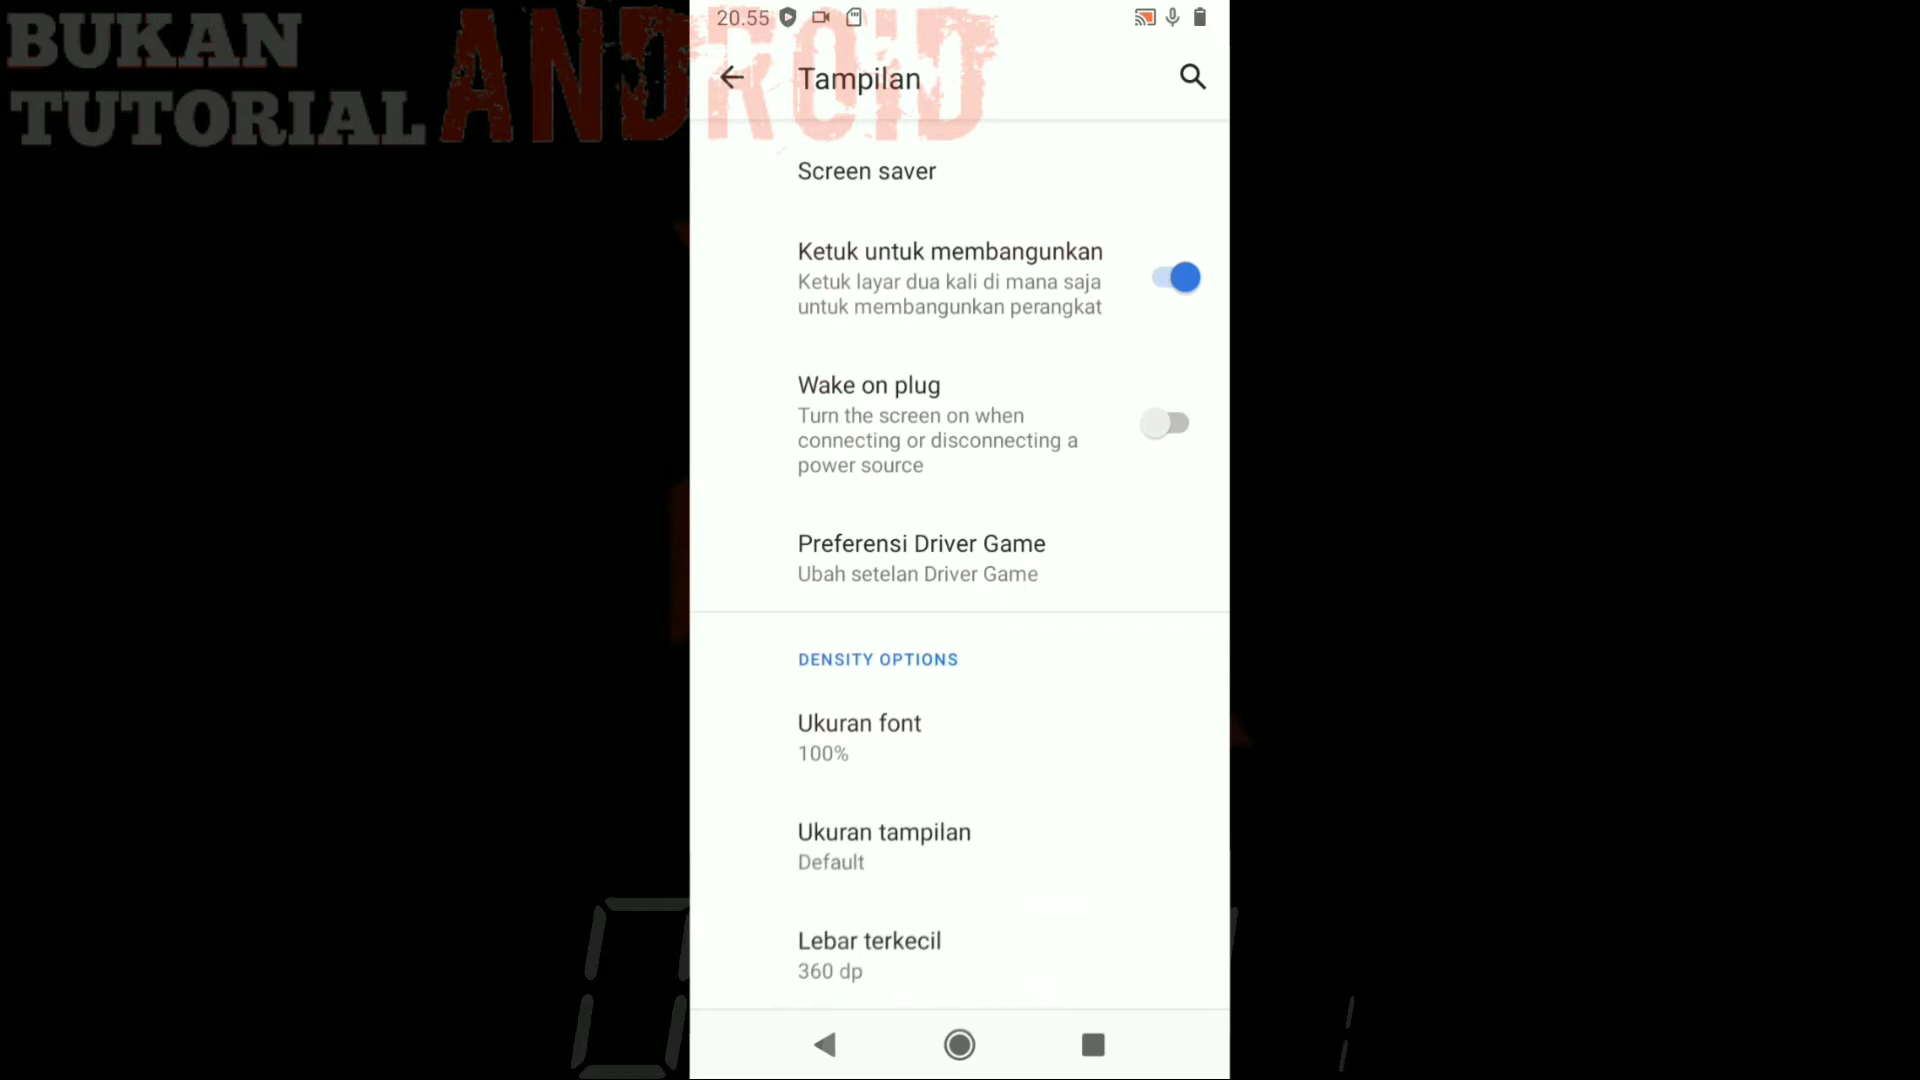 BUKAN
TUTORIAL ANDROID
20.55
Tampilan
Screen saver
Ketuk untuk membangunkan
Ketuk layar dua kali di mana saja
untuk membangunkan perangkat
Wake on plug
Turn the screen on when
connecting or disconnecting a
power source
Preferensi Driver Game
Ubah setelan Driver Game
DENSITY OPTIONS
Ukuran font
100%
Ukuran tampilan
Default
Lebar terkecil
360 dp